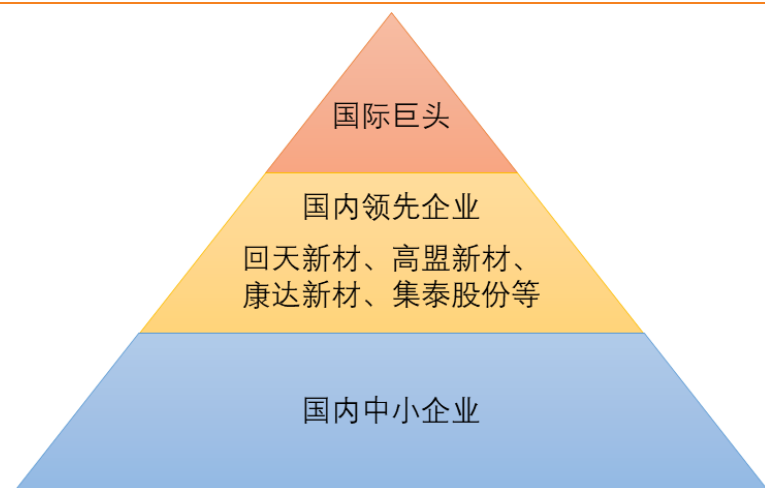 国际巨头
国内领先企业
回天新材、高盟新材、
康达新材、集泰股份等
国内中小企业